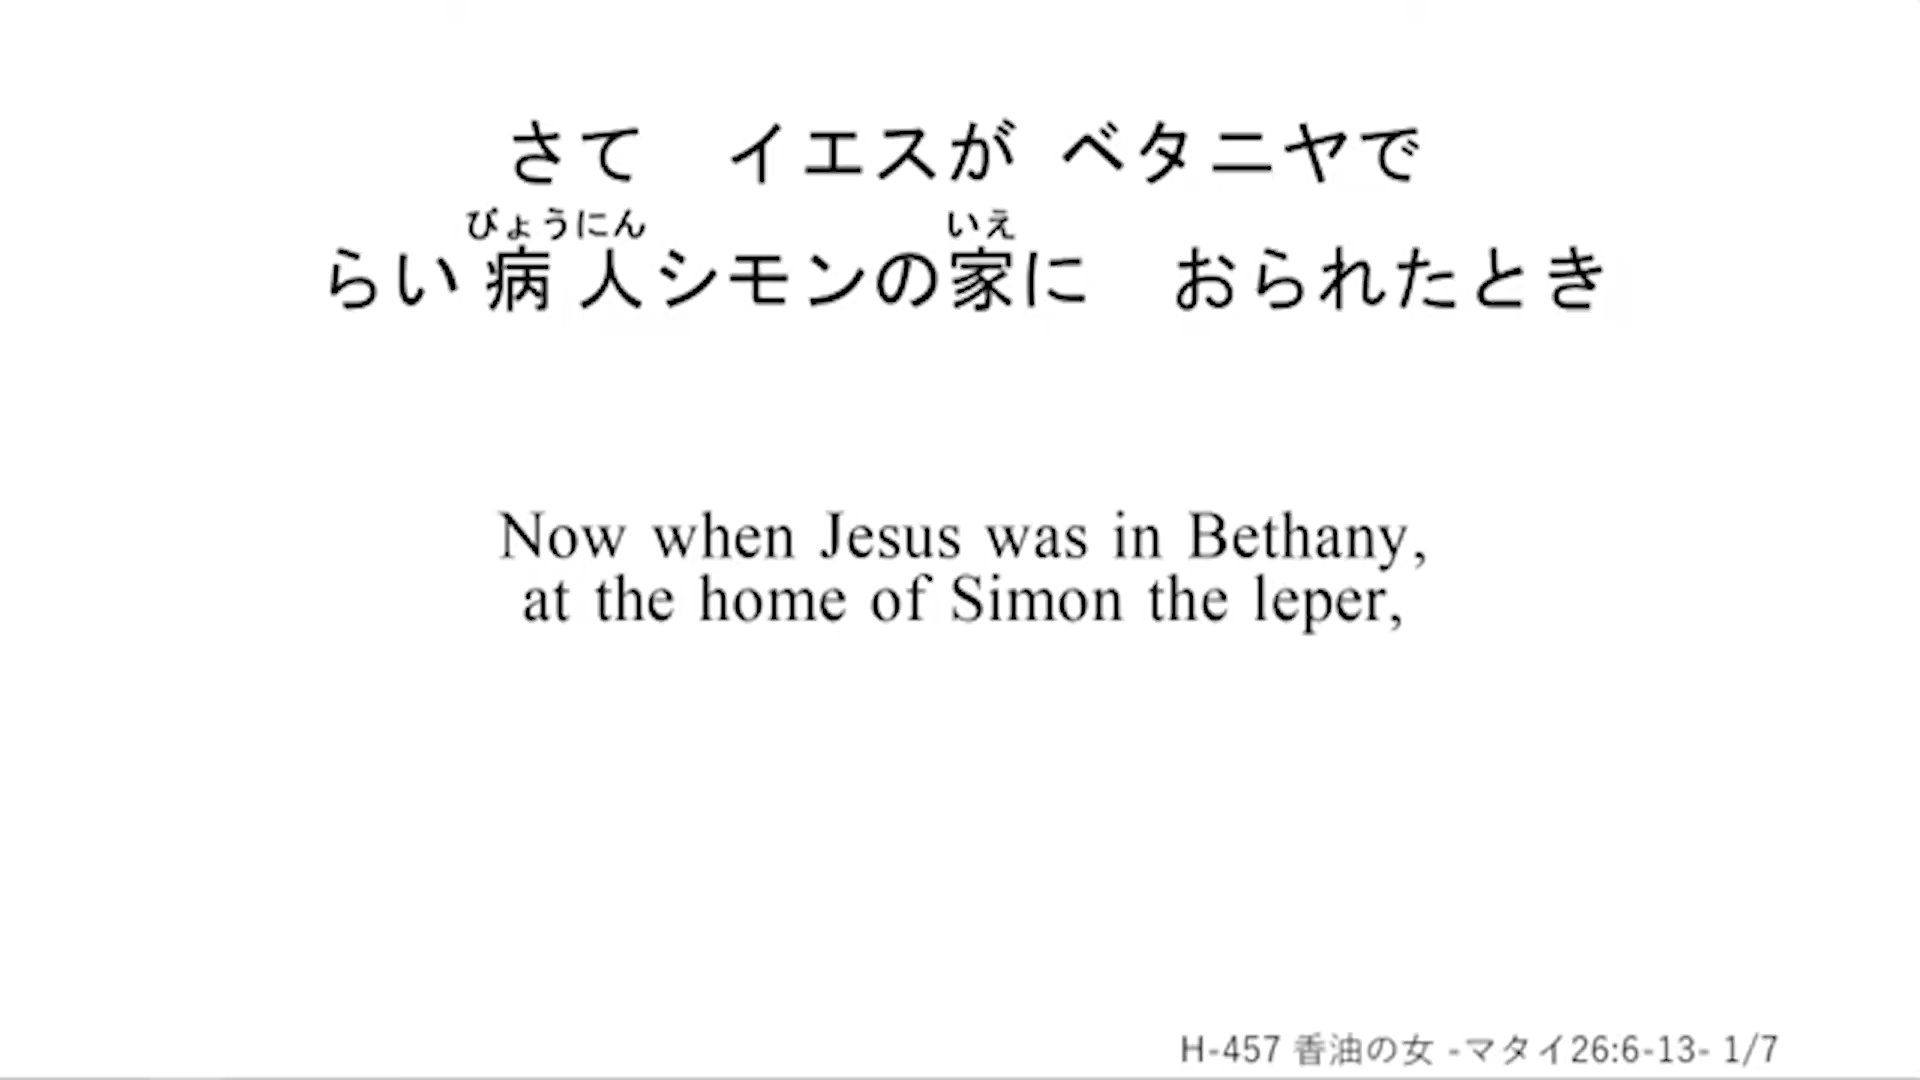 さて　イエスが ベタニヤで
びょうにん いえ
らい病人シモンの家に　おられたとき
Now when Jesus was in Bethany,
at the home of Simon the leper,
H-457 香油の女 -マタイ26:6-13- 1/7